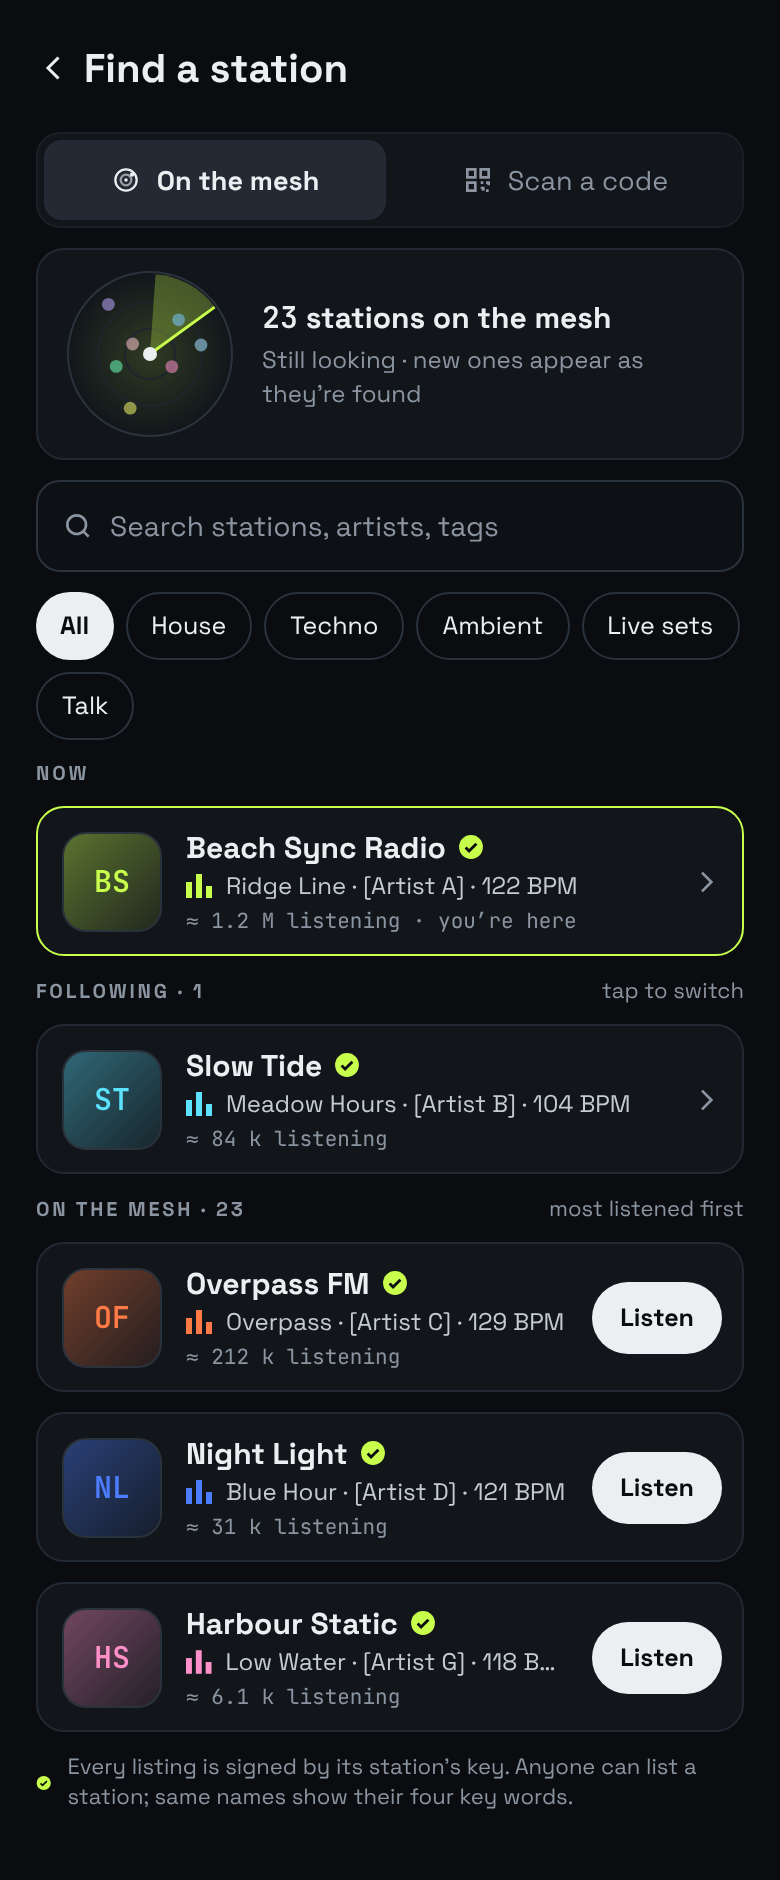 Find a station
On the mesh
Scan a code
23 stations on the mesh
Still looking · new ones appear as
they're found
Search stations, artists, tags
All
House
Techno
Ambient
Live sets
Talk
NOW
BS
Beach Sync Radio
Ridge Line · [Artist A] · 122 BPM
≈ 1.2 M listening · you're here
FOLLOWING · 1
tap to switch
ST
Slow Tide
Meadow Hours · [Artist B] · 104 BPM
≈ 84 k listening
ON THE MESH · 23
most listened first
OF
Overpass FM
Overpass · [Artist C] · 129 BPM
≈ 212 k listening
Listen
NL
Night Light
Blue Hour · [Artist D] · 121 BPM
≈ 31 k listening
Listen
HS
Harbour Static
Low Water · [Artist G] · 118 B...
≈ 6.1 k listening
Listen
Every listing is signed by its station's key. Anyone can list a
station; same names show their four key words.